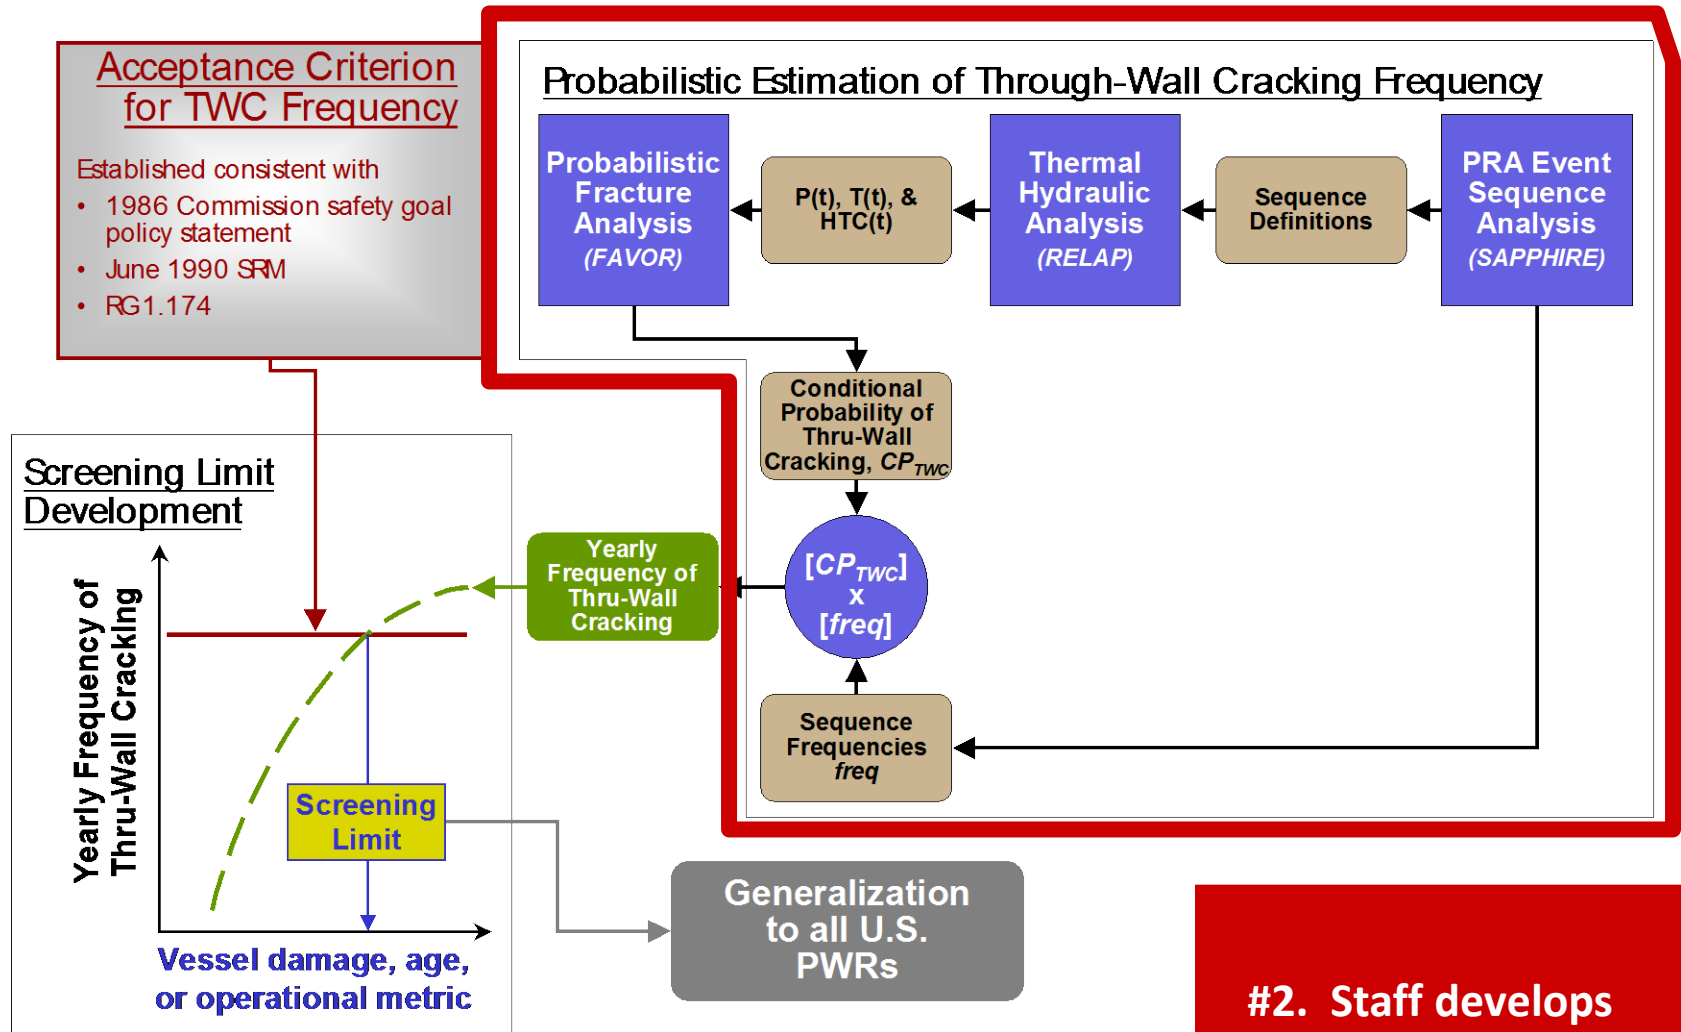 Acceptance Criterion
for TWC Frequency
Established consistent with
• 1986 Commission safety goal
policy statement
• June 1990 SRM
• RG1.174
Probabilistic Estimation of Through-Wall Cracking Frequency
Probabilistic
Fracture
Analysis
(FAVOR)
P(t), T(t), &
HTC(t)
Thermal
Hydraulic
Analysis
(RELAP)
Sequence
Definitions
PRA Event
Sequence
Analysis
(SAPPHIRE)
Conditional
Probability of
Thru-Wall
Cracking, CPTWC
[CPTWC]
x
[freq]
Sequence
Frequencies
freq
Yearly
Frequency of
Thru-Wall
Cracking
Screening Limit
Development
Yearly Frequency of
Thru-Wall Cracking
Screening
Limit
Vessel damage, age,
or operational metric
Generalization
to all U.S.
PWRs
#2. Staff develops